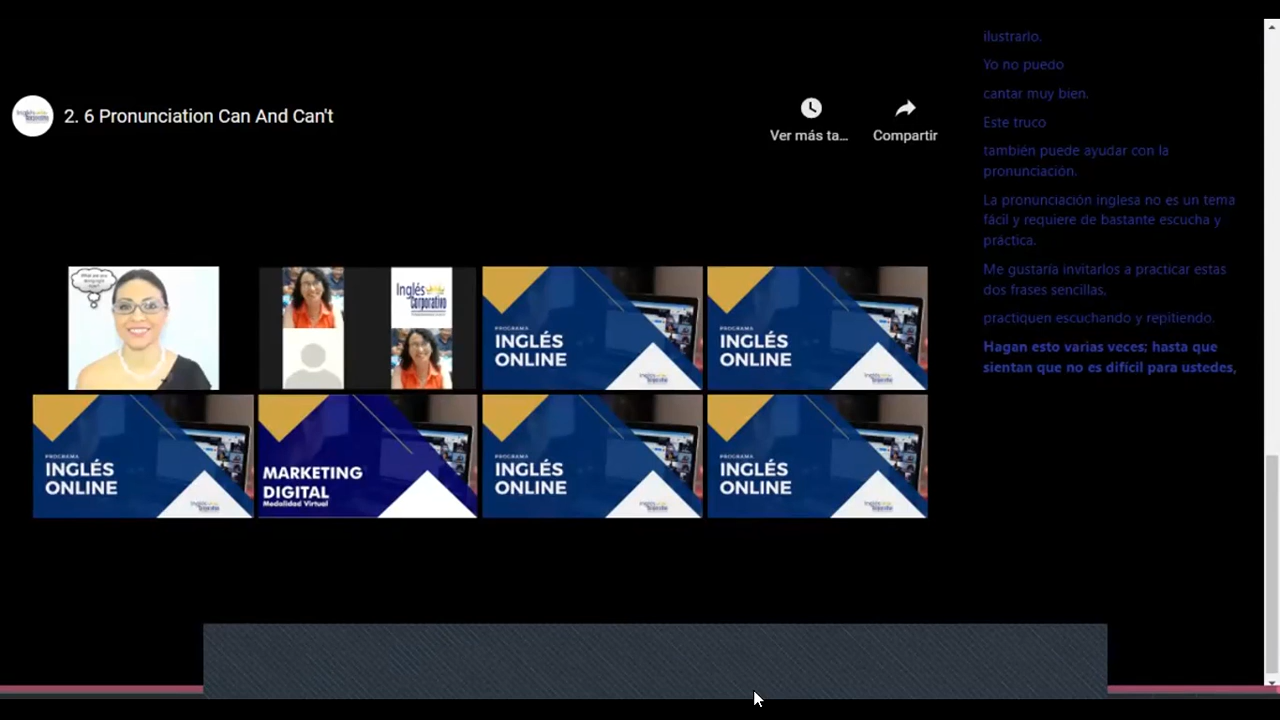 2. 6 Pronunciation Can And Can't
Ver más ta...
Compartir
ilustrarlo.
Yo no puedo
cantar muy bien.
Este truco
también puede ayudar con la
pronunciación.
La pronunciación inglesa no es un tema
fácil y requiere de bastante escucha y
práctica.
Me gustaría invitarlos a practicar estas
dos frases sencillas.
practiquen escuchando y repitiendo.
Hagan esto varias veces; hasta que
sientan que no es difícil para ustedes,
Inglés
corporativo
PROGRAMA
INGLÉS
ONLINE
PROGRAMA
INGLÉS
ONLINE
PROGRAMA
INGLÉS
ONLINE
MARKETING
DIGITAL
Modalidad Virtual
PROGRAMA
INGLÉS
ONLINE
PROGRAMA
INGLÉS
ONLINE